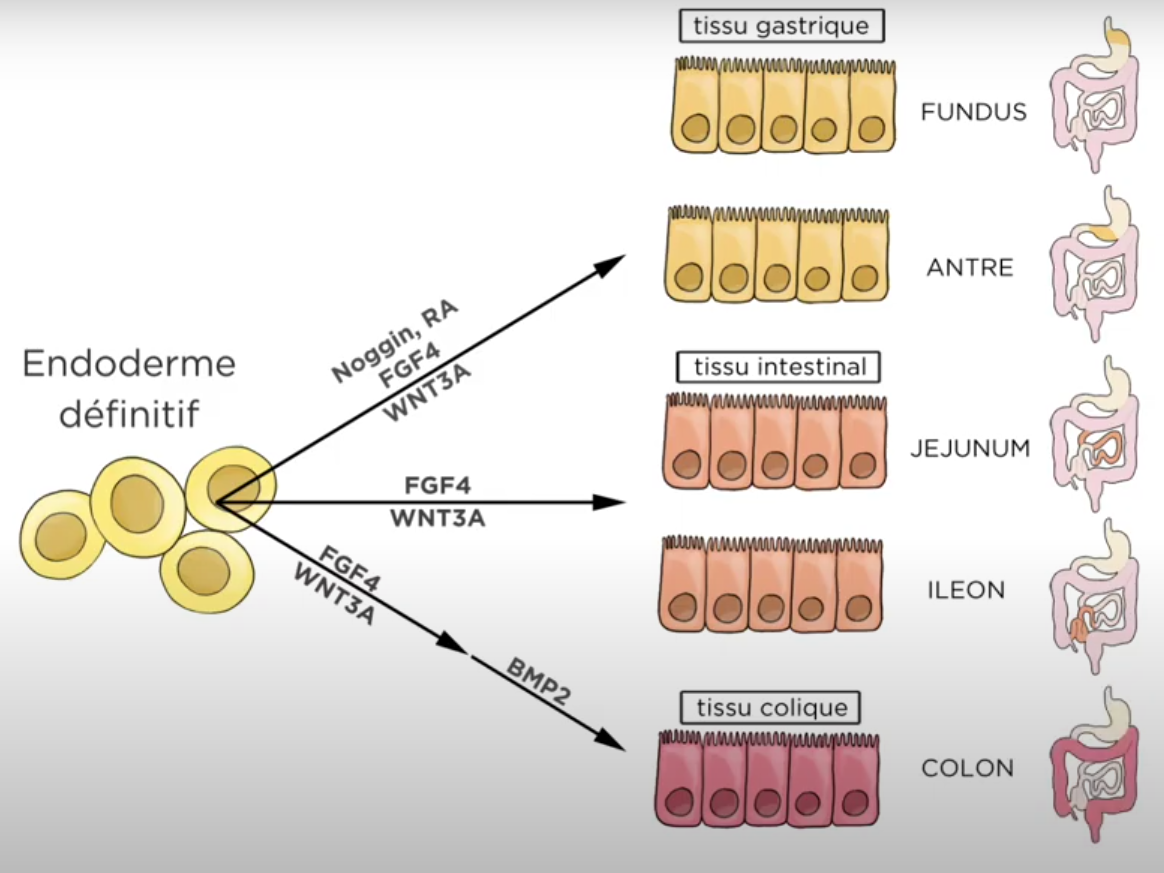 tissu gastrique
FUNDUS
ANTRE
Noggin, RA
FGF4
WNT3A
Endoderme
définitif
tissu intestinal
JEJUNUM
FGF4
WNT3A
FGF4
WNT3A
ILEON
BMP2
tissu colique
COLON